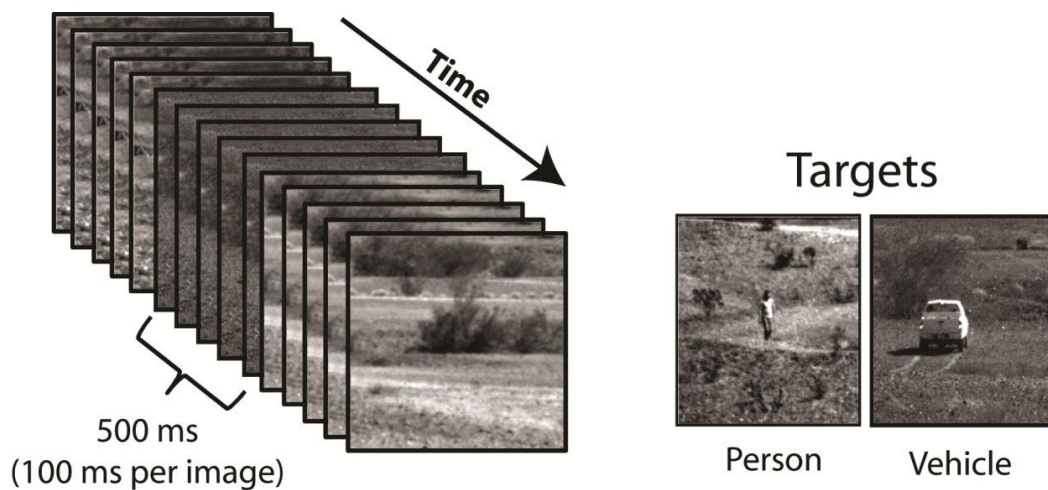 Time
500 ms
(100 ms per image)
Targets
Person
Vehicle